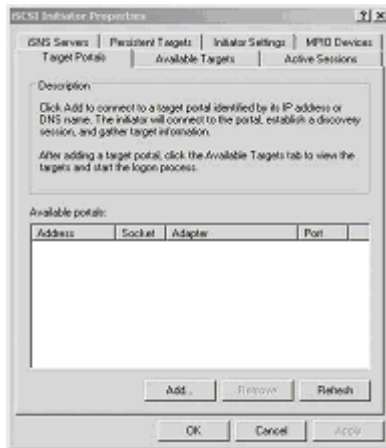 iSCSI Initiator Properties
iSNS Servers Persistent Targets Initiator Settings MPIO Devices
Target Portals Available Targets Active Sessions
Description
Click Add to connect to a target portal identified by its IP address or
DNS name. The initiator will connect to the portal, establish a discovery
session, and gather target information.
After adding a target portal, click the Available Targets tab to view the
targets and start the logon process.
Available portals:
Address Socket Adapter Port
Add... Remove Refresh
OK Cancel Apply